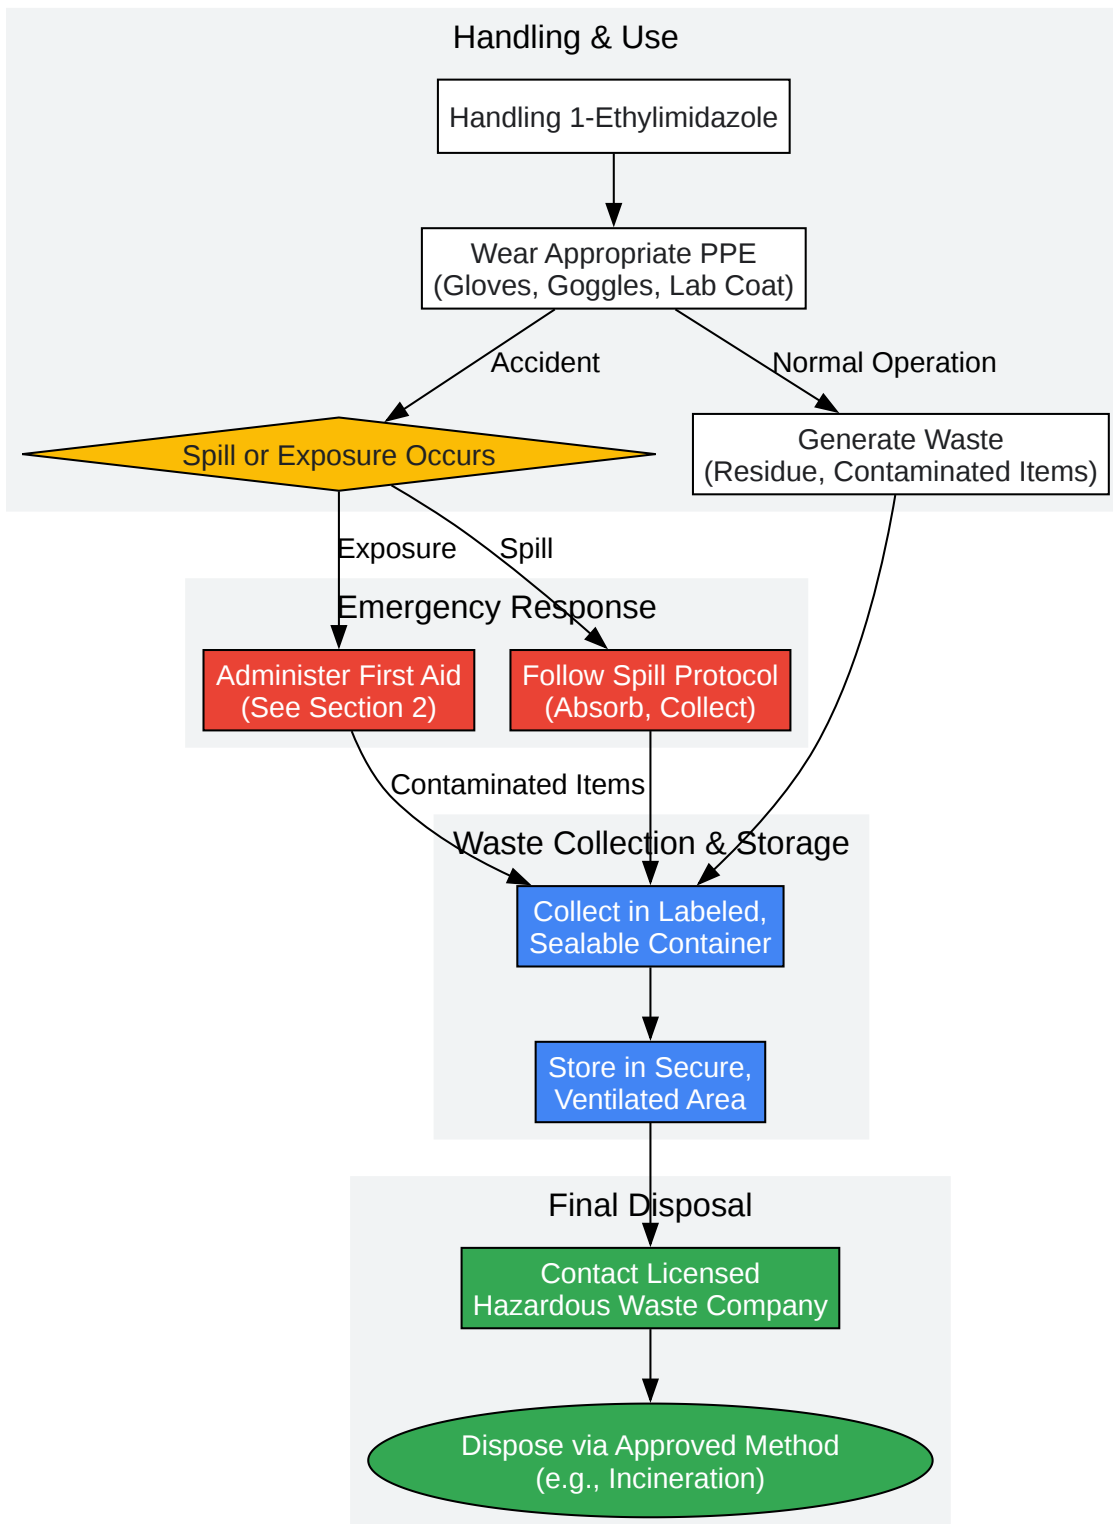 Handling & Use
Handling 1-Ethylimidazole
Wear Appropriate PPE
(Gloves, Goggles, Lab Coat)
Accident
Normal Operation
Spill or Exposure Occurs
Generate Waste
(Residue, Contaminated Items)
Exposure
Spill
Emergency Response
Administer First Aid
(See Section 2)
Follow Spill Protocol
(Absorb, Collect)
Contaminated Items
Waste Collection & Storage
Collect in Labeled,
Sealable Container
Store in Secure,
Ventilated Area
Final Disposal
Contact Licensed
Hazardous Waste Company
Dispose via Approved Method
(e.g., Incineration)